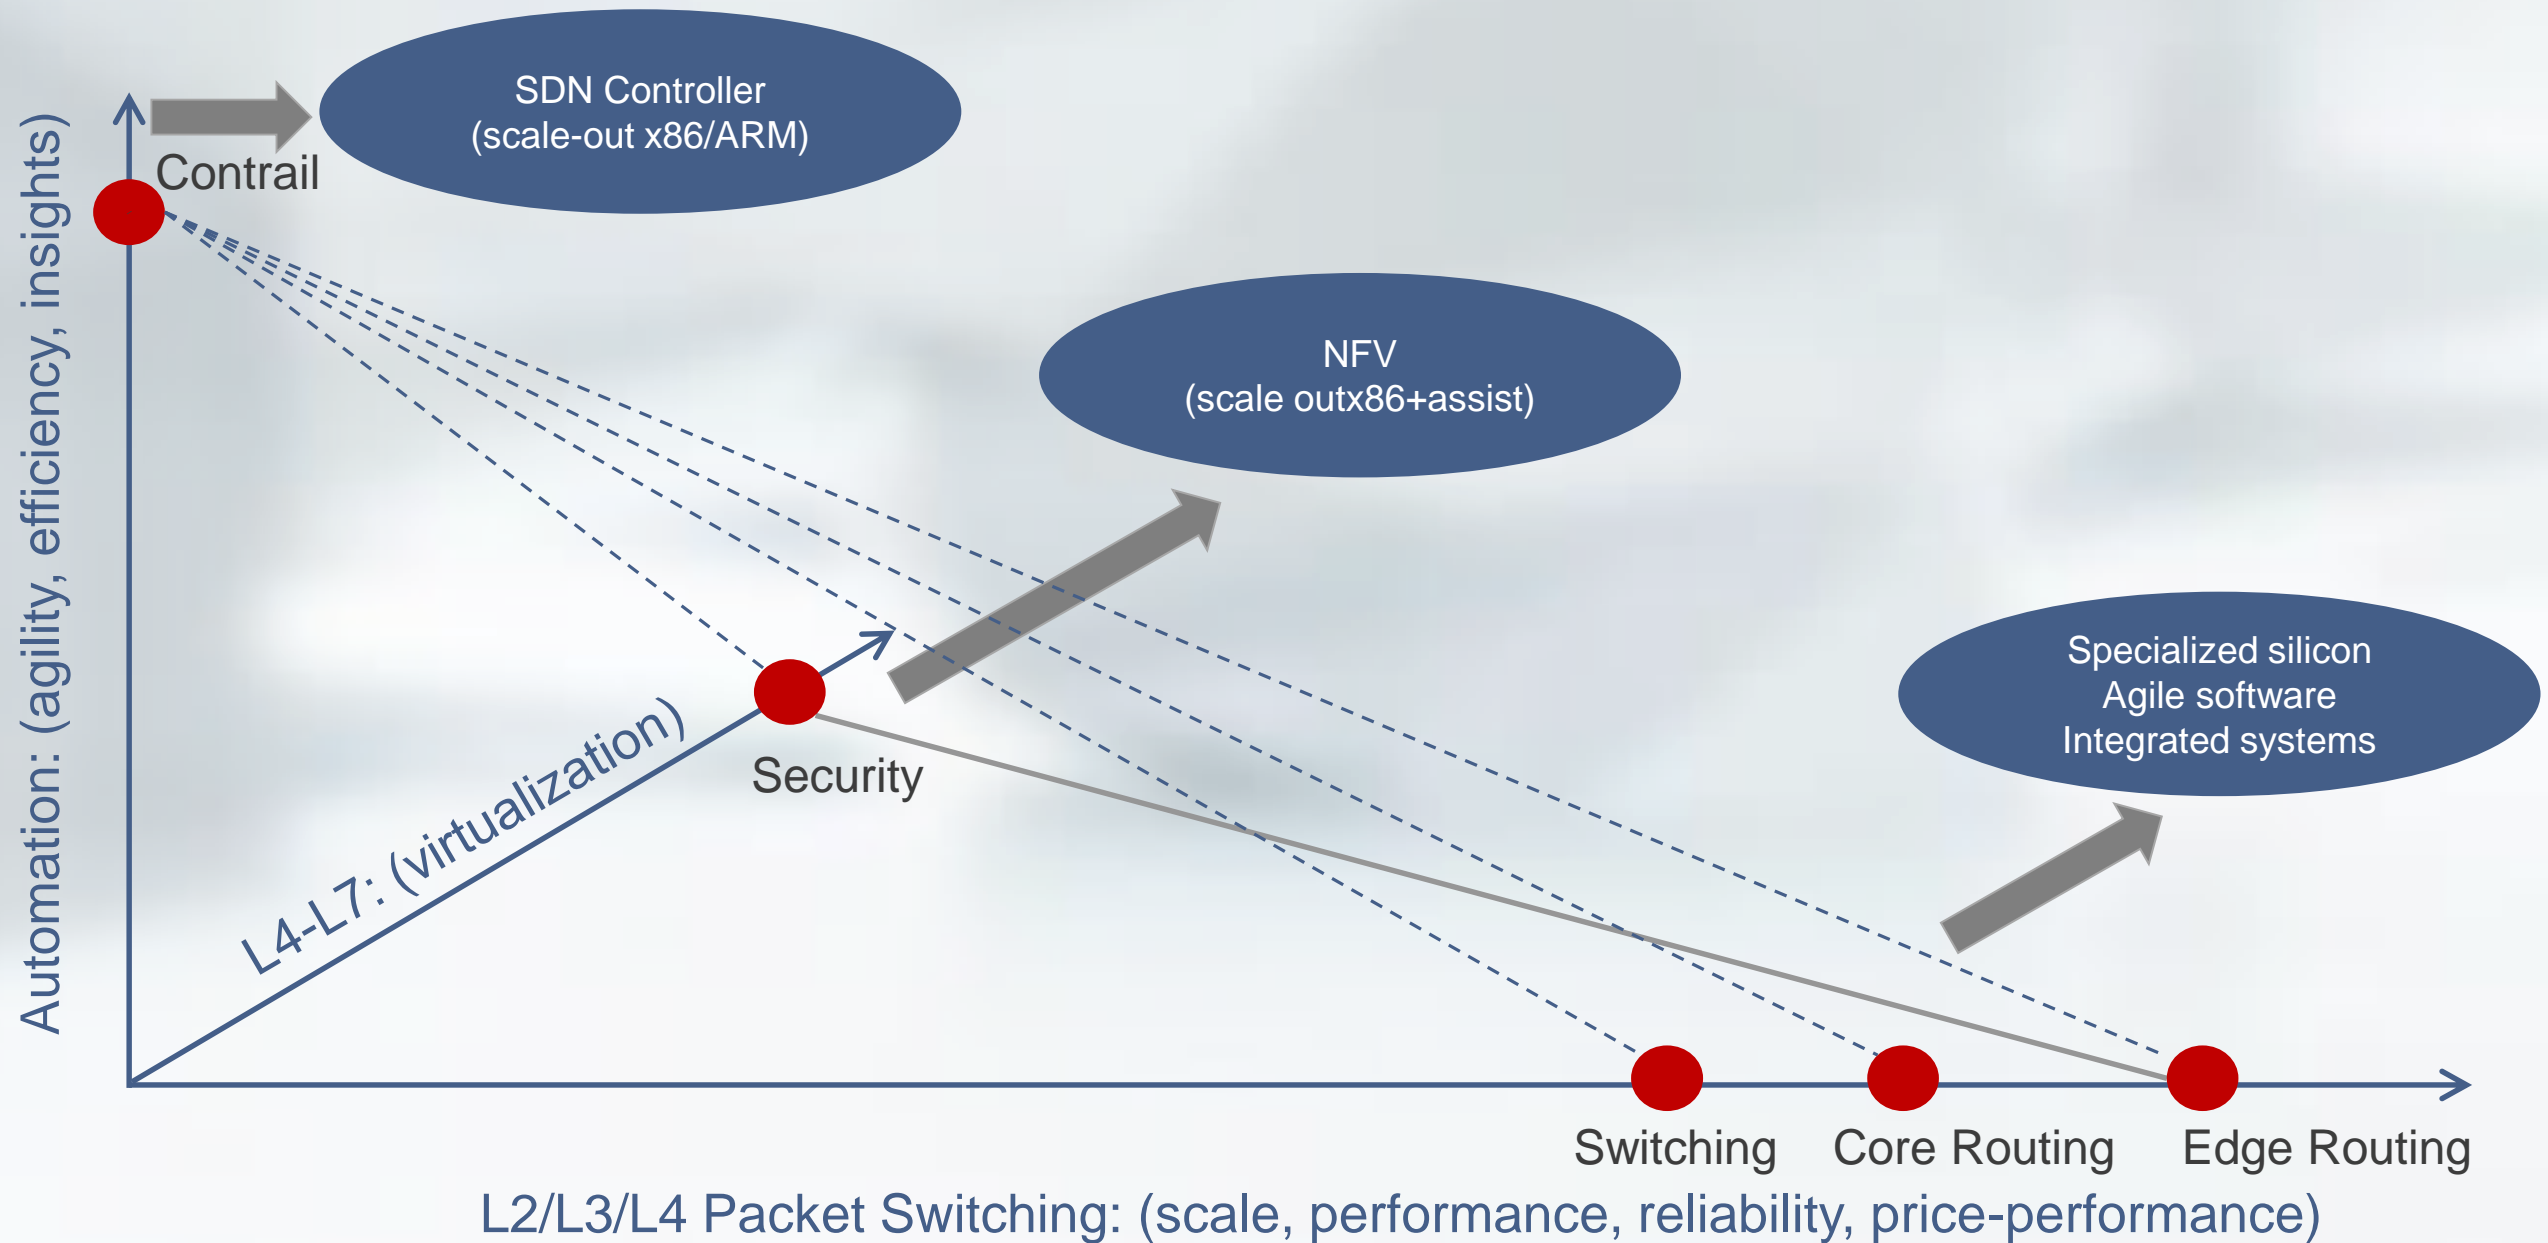 SDN Controller
(scale-out x86/ARM)
Contrail
Automation: (agility, efficiency, insights)
NFV
(scale outx86+assist)
Specialized silicon
Agile software
Integrated systems
L4-L7: (virtualization)
Security
Switching
Core Routing
Edge Routing
L2/L3/L4 Packet Switching: (scale, performance, reliability, price-performance)